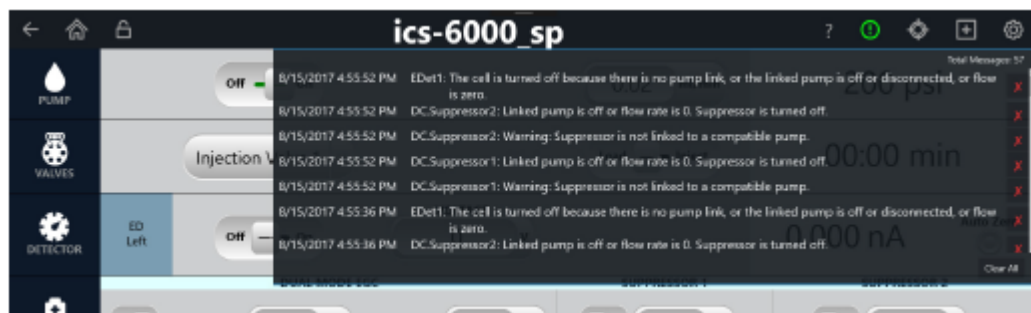 ics-6000_sp
?
Total Messages: 57
PUMP
Off
200 psi
8/15/2017 4:55:52 PM EDet1: The cell is turned off because there is no pump link, or the linked pump is off or disconnected, or flow
is zero.
8/15/2017 4:55:52 PM DC.Suppressor2: Linked pump is off or flow rate is 0. Suppressor is turned off.
8/15/2017 4:55:52 PM DC.Suppressor2: Warning: Suppressor is not linked to a compatible pump.
VALVES
Injection
8/15/2017 4:55:52 PM DC.Suppressor1: Linked pump is off or flow rate is 0. Suppressor is turned off.
00:00 min
8/15/2017 4:55:52 PM DC.Suppressor1: Warning: Suppressor is not linked to a compatible pump.
8/15/2017 4:55:36 PM EDet1: The cell is turned off because there is no pump link, or the linked pump is off or disconnected, or flow
is zero.
DETECTOR
ED
Left
Off
0.000 nA
8/15/2017 4:55:36 PM DC.Suppressor2: Linked pump is off or flow rate is 0. Suppressor is turned off.
Clear All
DUAL MODE EGC
SUPPRESSOR 1
SUPPRESSOR 2